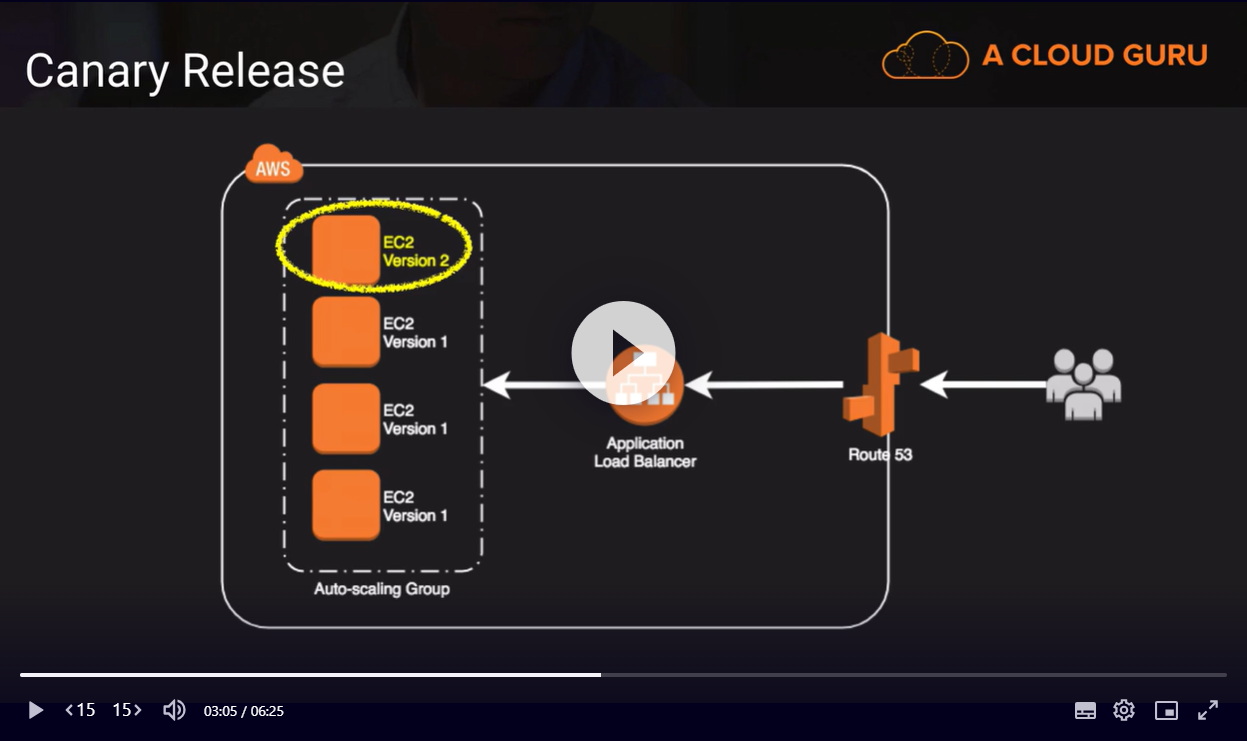 Canary Release
A CLOUD GURU
AWS
EC2
Version 2
EC2
Version 1
EC2
Version 1
EC2
Version 1
Auto-scaling Group
Application
Load Balancer
Route 53
<15 15> 03:05 / 06:25